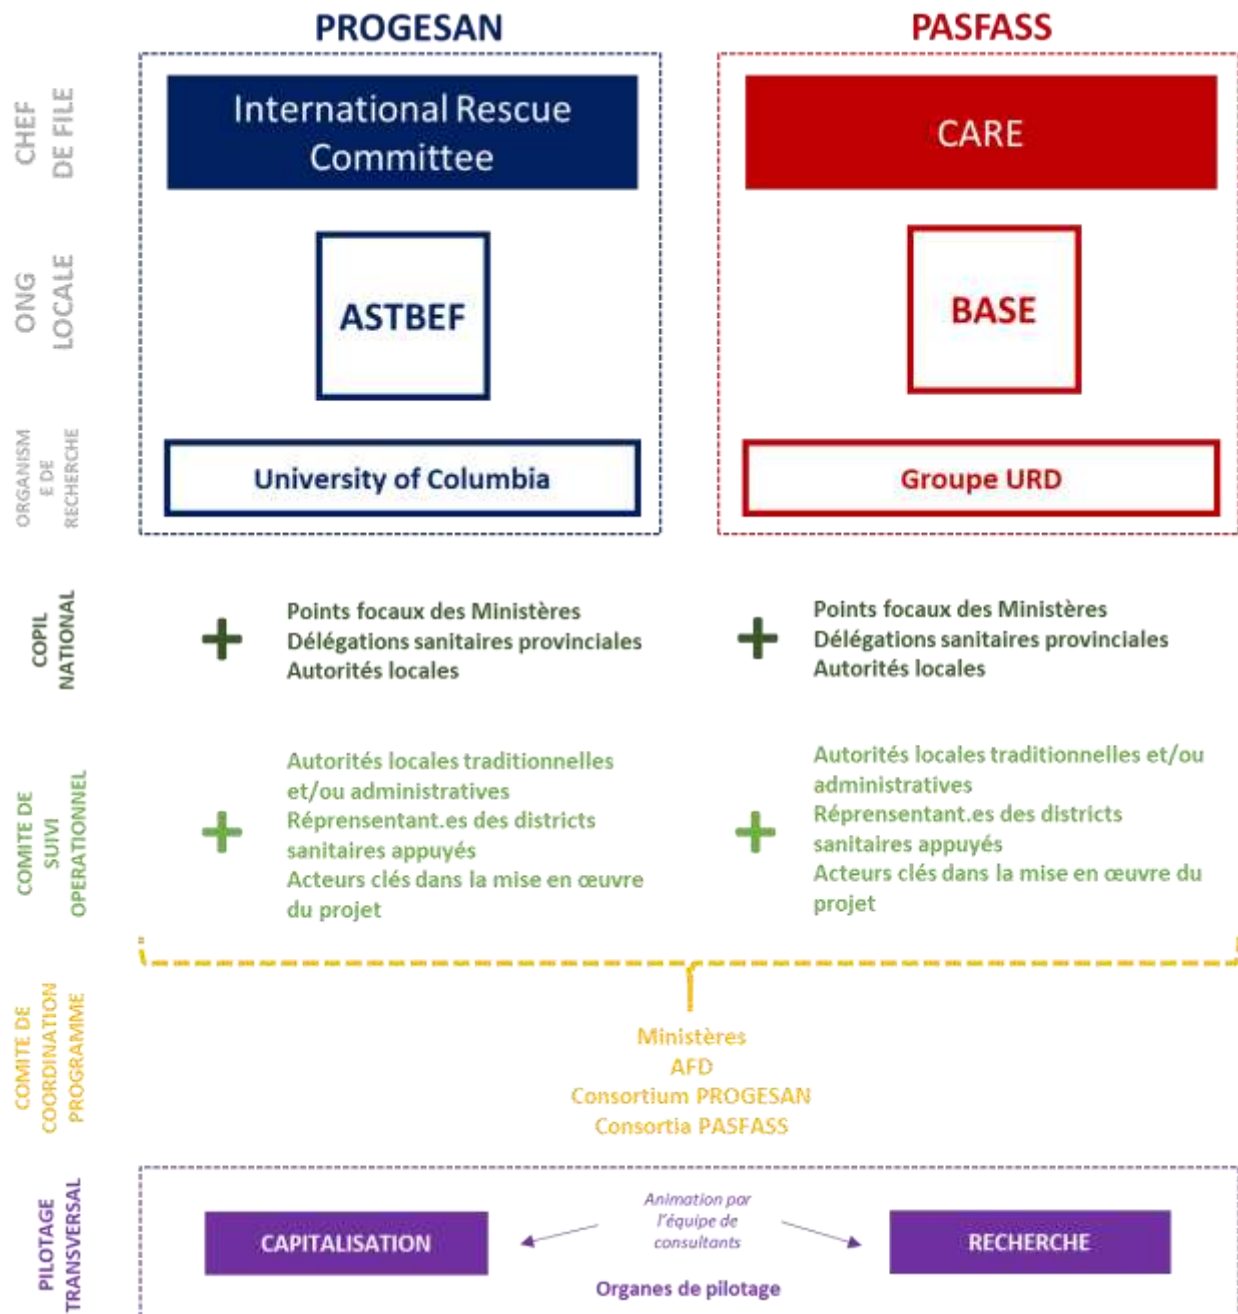 PROGESAN
PASFASS
CHEF
DE FILE
International Rescue
Committee
CARE
ONG
LOCALE
ASTBEF
BASE
ORGANISM
E DE
RECHERCHE
University of Columbia
Groupe URD
COPIL
NATIONAL
Points focaux des Ministères
Délégations sanitaires provinciales
Autorités locales
Points focaux des Ministères
Délégations sanitaires provinciales
Autorités locales
COMITE DE
SUIVI
OPERATIONNEL
Autorités locales traditionnelles
et/ou administratives
Réprensentant.es des districts
sanitaires appuyés
Acteurs clés dans la mise en œuvre
du projet
Autorités locales traditionnelles et/ou
administratives
Réprensentant.es des districts
sanitaires appuyés
Acteurs clés dans la mise en œuvre du
projet
COMITE DE
COORDINATION
PROGRAMME
Ministères
AFD
Consortium PROGESAN
Consortia PASFASS
PILOTAGE
TRANSVERSAL
CAPITALISATION
Animation par
l'équipe de
consultants
RECHERCHE
Organes de pilotage